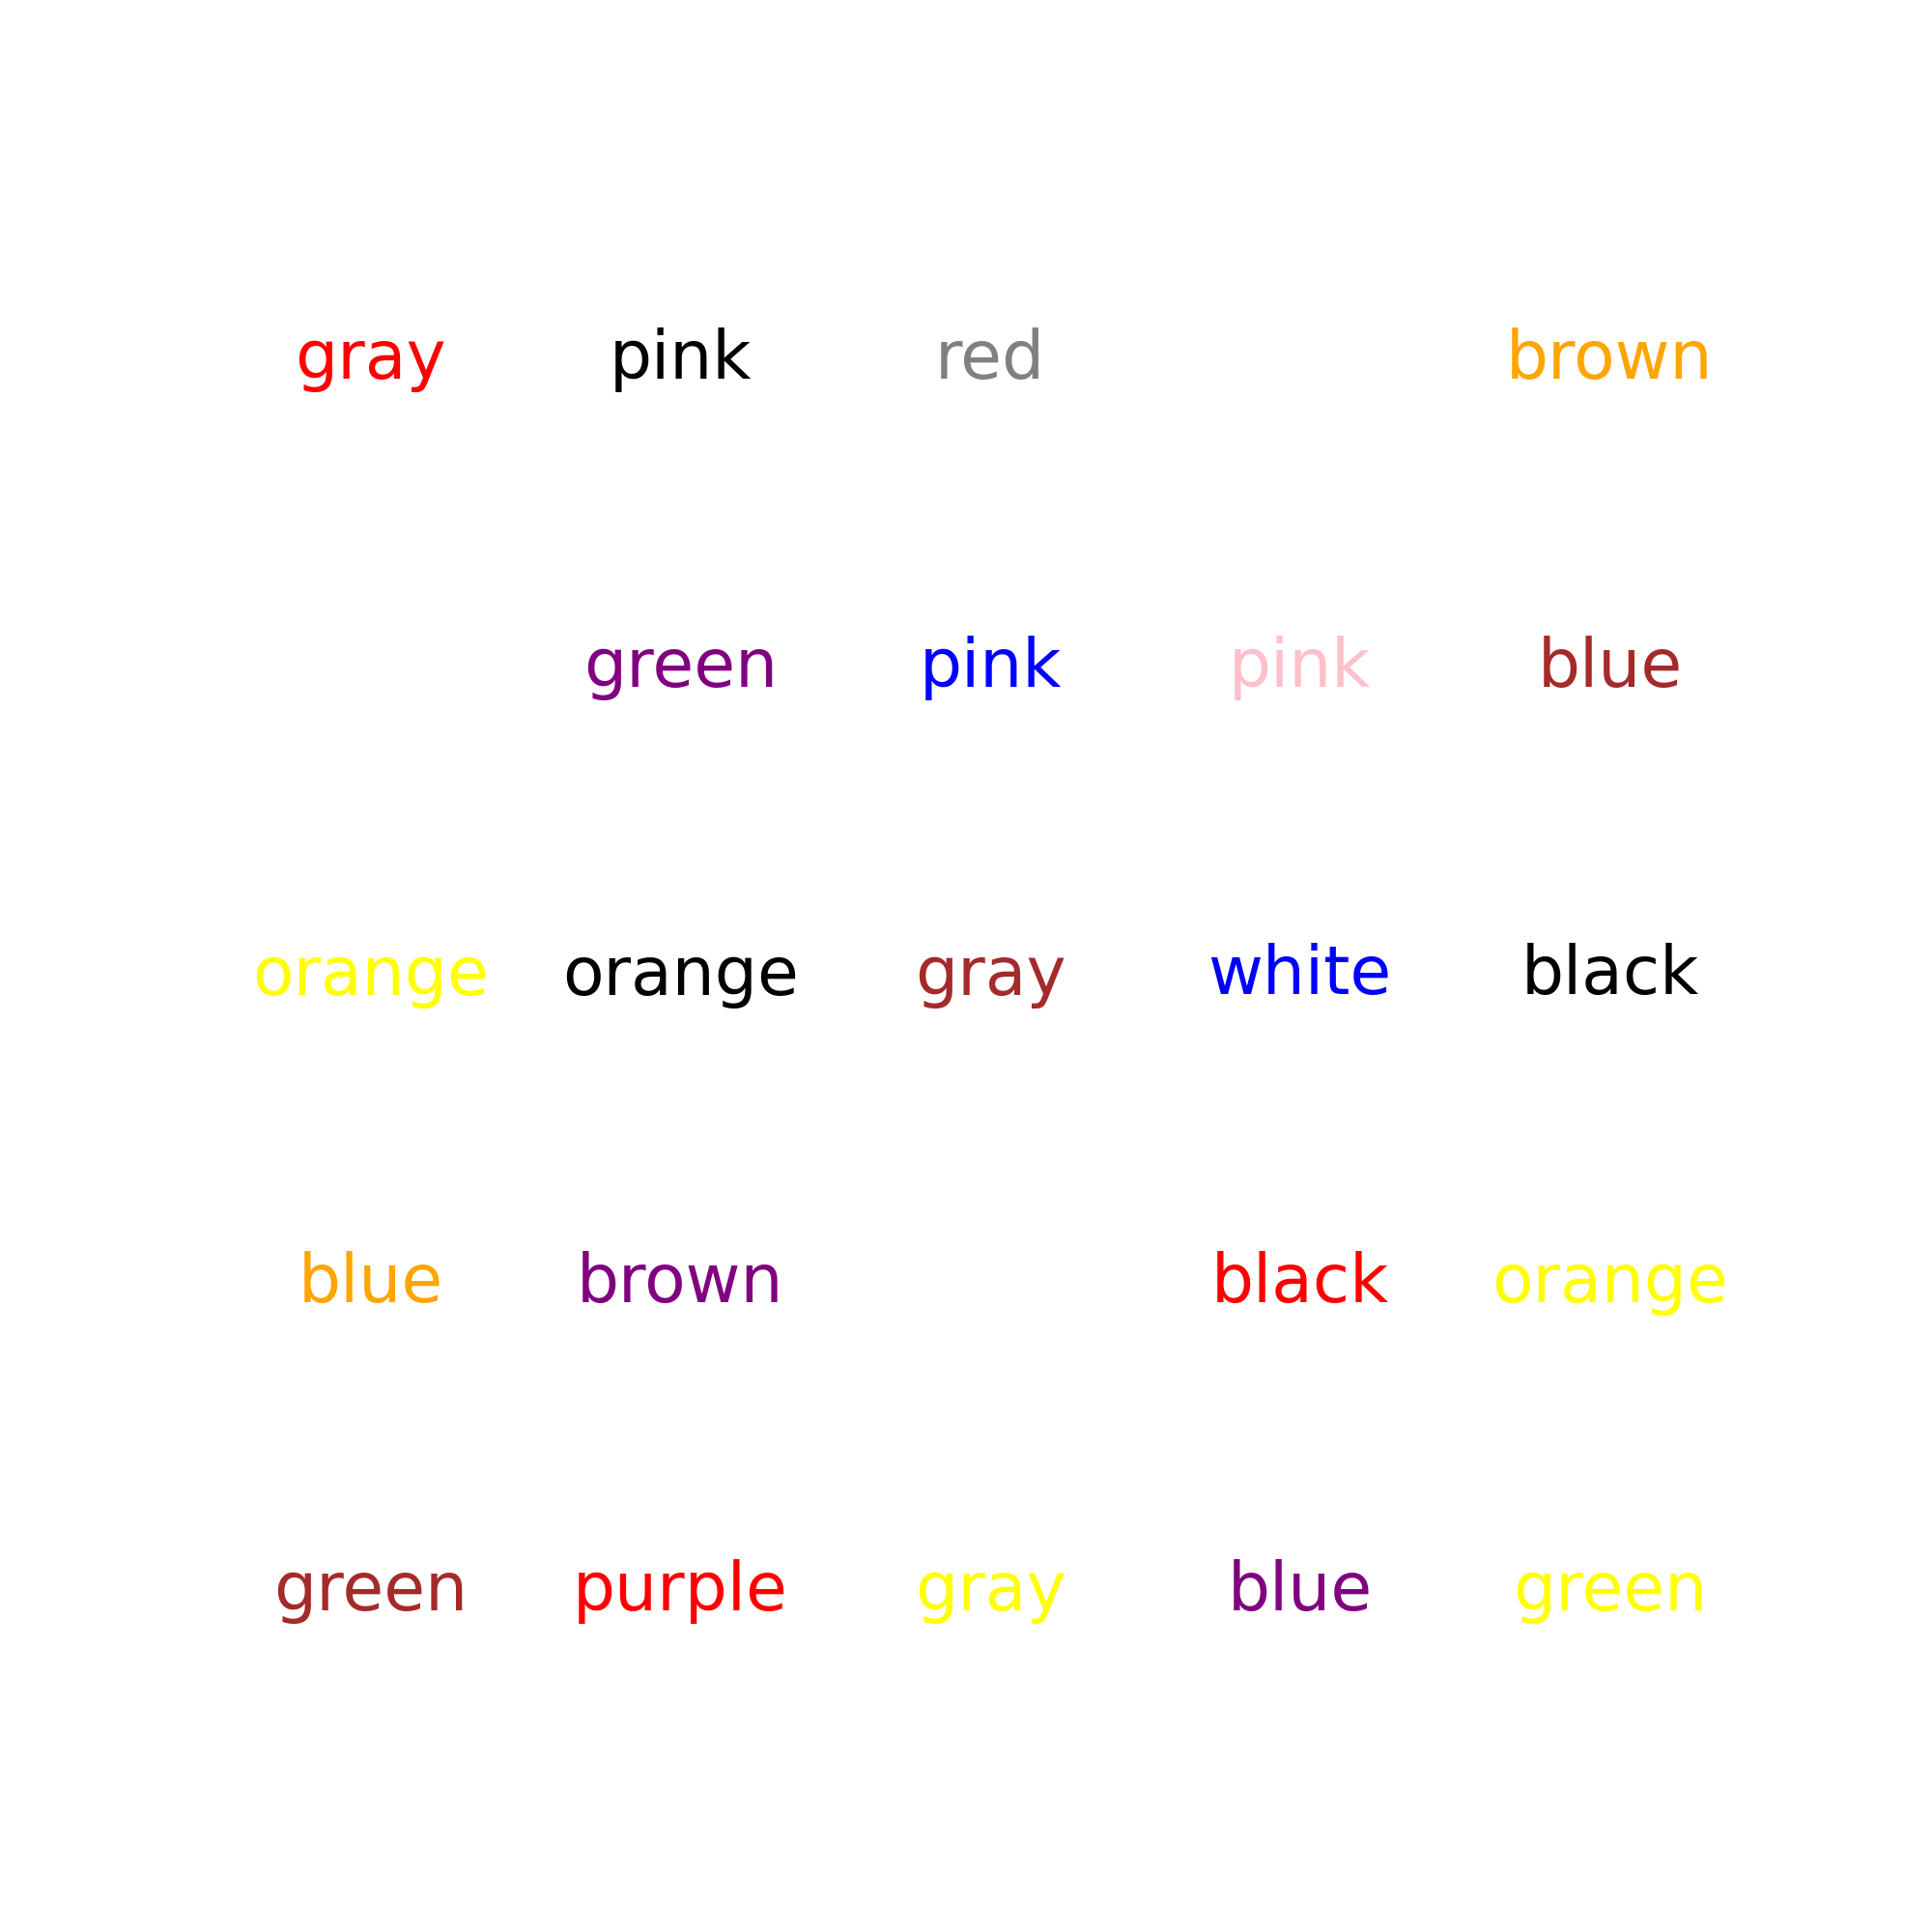 gray pink red brown
green pink pink blue
orange orange gray white black
blue brown black orange
green purple gray blue green